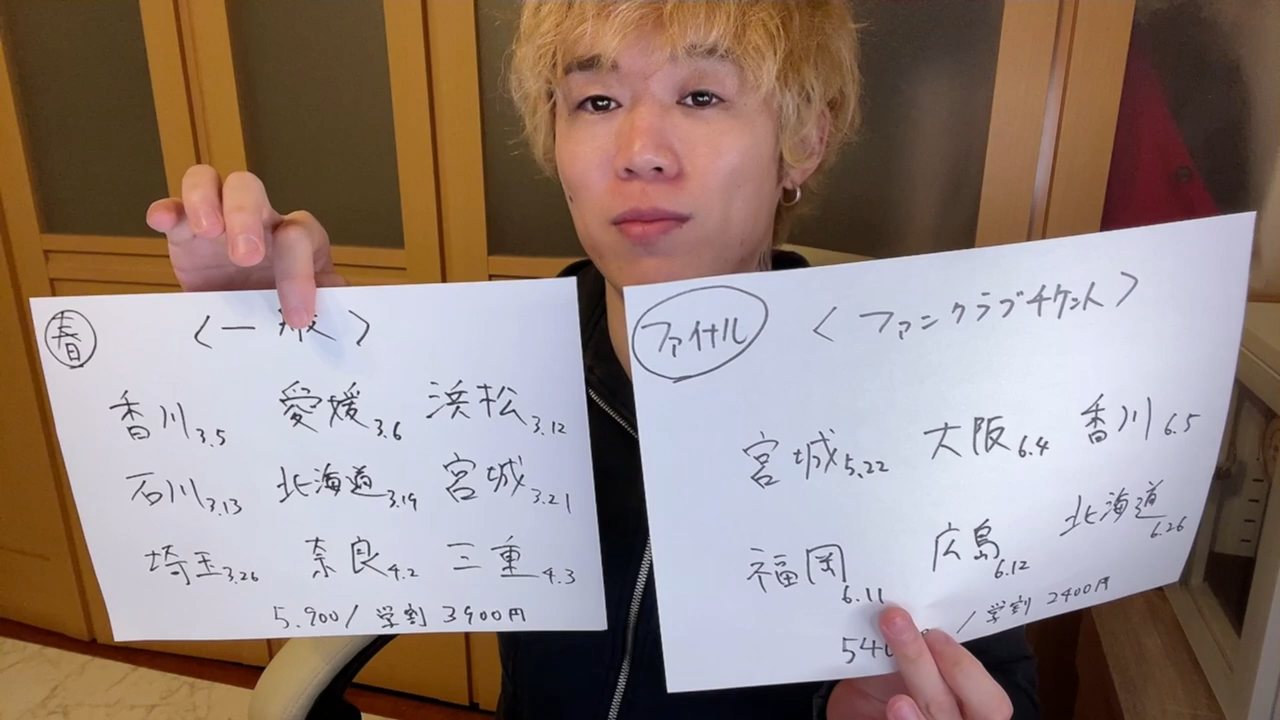 春 〈一般〉
香川3.5 愛媛3.6 浜松3.12
石川3.13 北海道3.19 宮城3.21
埼玉3.26 奈良4.2 三重4.3
5.900/学割 3900円
ファイナル 〈ファンクラブチケット〉
宮城5.22 大阪6.4 香川6.5
福岡6.11 広島6.12 北海道6.26
/学割 2400円